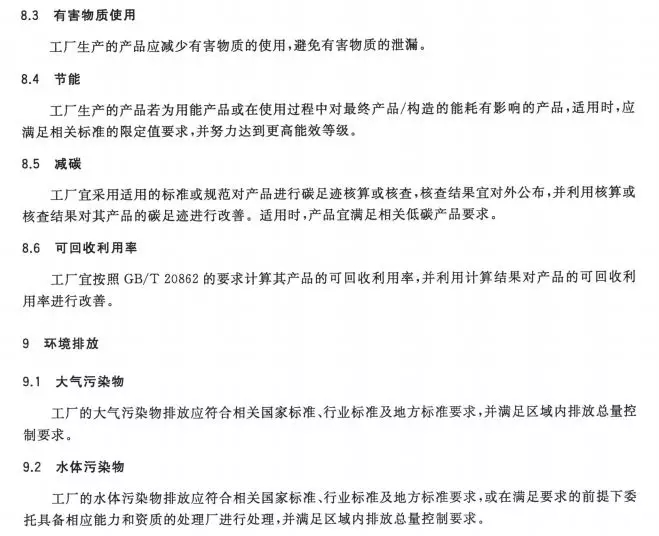 8.3 有害物质使用
工厂生产的产品应减少有害物质的使用,避免有害物质的泄漏。
8.4 节能
工厂生产的产品若为用能产品或在使用过程中对最终产品/构造的能耗有影响的产品,适用时,应
满足相关标准的限定值要求,并努力达到更高能效等级。
8.5 减碳
工厂宜采用适用的标准或规范对产品进行碳足迹核算或核查,核查结果宜对外公布,并利用核算或
核查结果对其产品的碳足迹进行改善。适用时,产品宜满足相关低碳产品要求。
8.6 可回收利用率
工厂宜按照 GB/T 20862 的要求计算其产品的可回收利用率,并利用计算结果对产品的可回收利
用率进行改善。
9 环境排放
9.1 大气污染物
工厂的大气污染物排放应符合相关国家标准、行业标准及地方标准要求,并满足区域内排放总量控
制要求。
9.2 水体污染物
工厂的水体污染物排放应符合相关国家标准、行业标准及地方标准要求,或在满足要求的前提下委
托具备相应能力和资质的处理厂进行处理,并满足区域内排放总量控制要求。